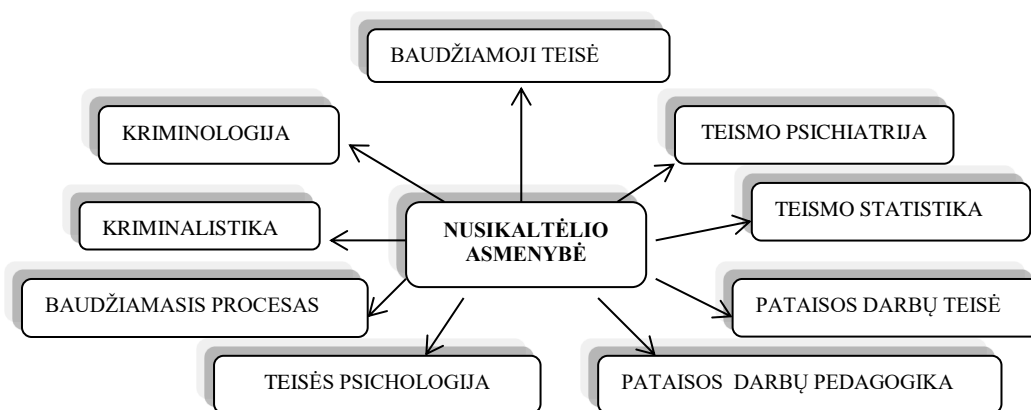 BAUDŽIAMOJI TEISĖ
KRIMINOLOGIJA
TEISMO PSICHIATRIJA
KRIMINALISTIKA
NUSIKALTĖLIO
ASMENYBĖ
TEISMO STATISTIKA
BAUDŽIAMASIS PROCESAS
PATAISOS DARBŲ TEISĖ
TEISĖS PSICHOLOGIJA
PATAISOS DARBŲ PEDAGOGIKA